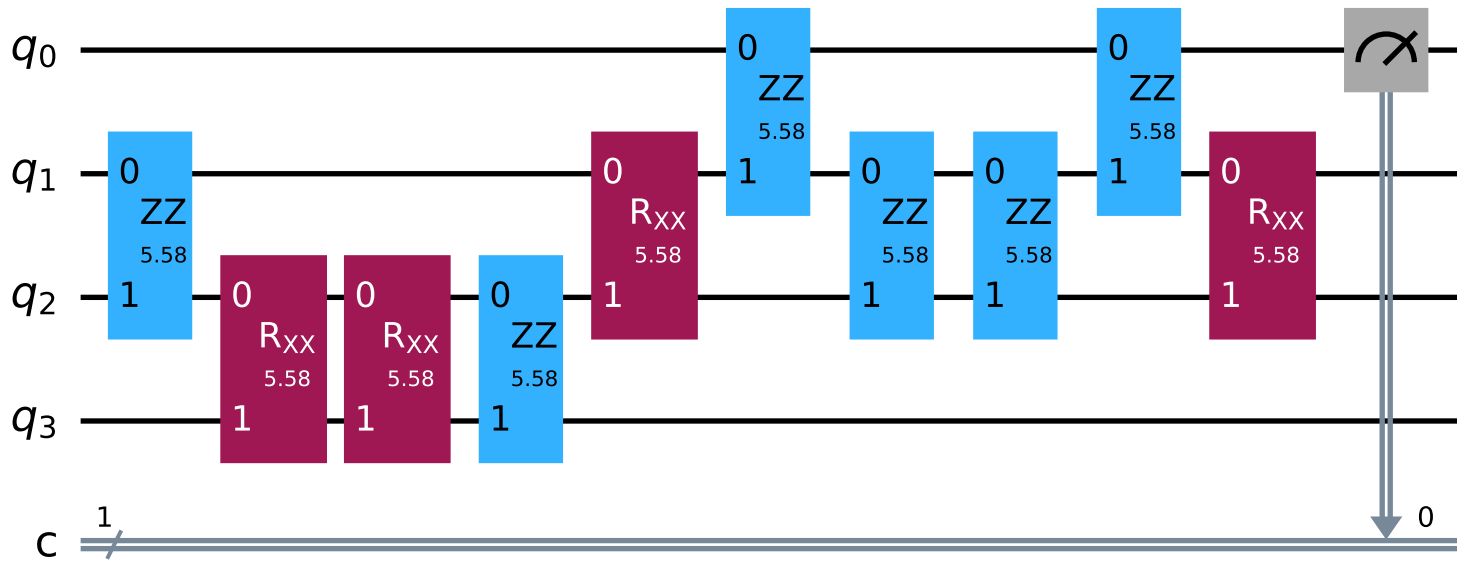 q0 0 0
ZZ ZZ
5.58 5.58
q1 0 0 1 0 0 1 0
ZZ RXX ZZ ZZ RXX
5.58 5.58 5.58 5.58 5.58
q2 1 0 0 0 1 1 1 1
RXX RXX ZZ
5.58 5.58 5.58
q3 1 1 1
1 0
c